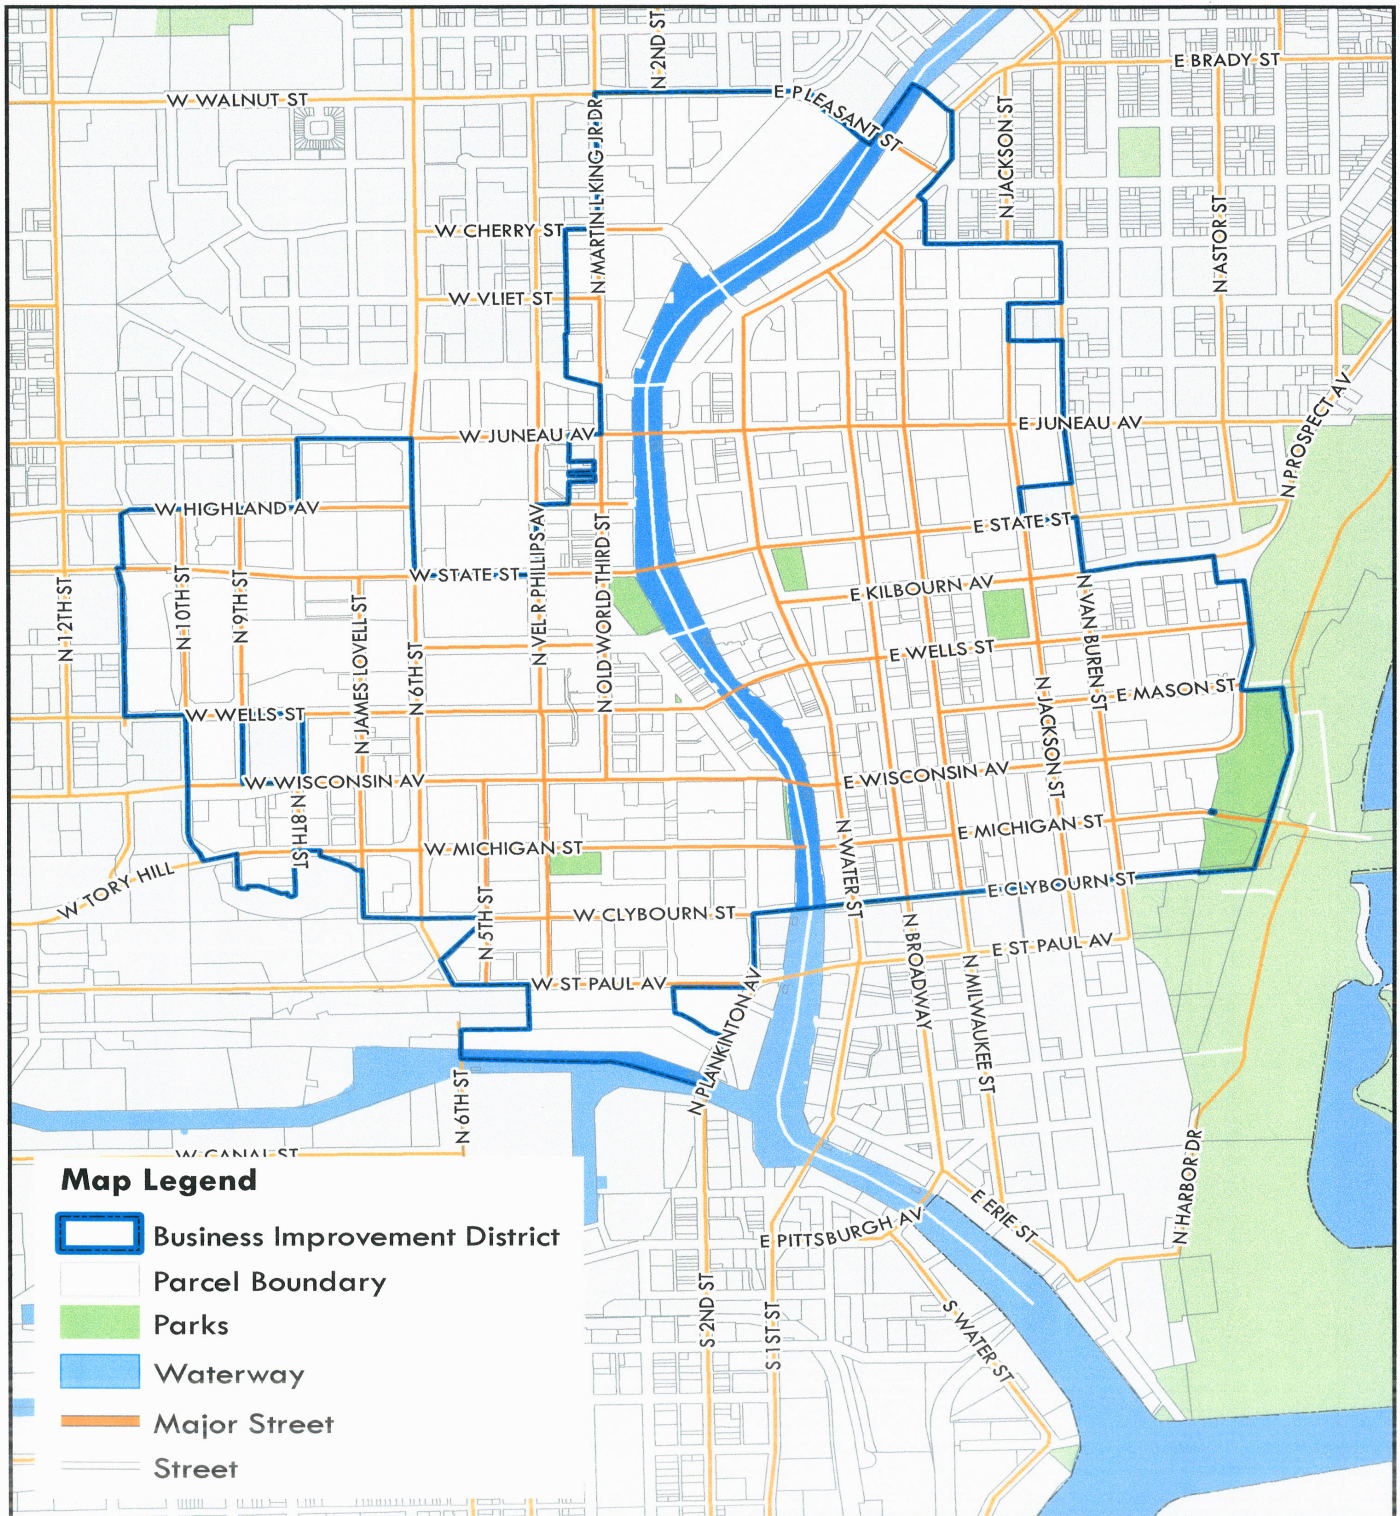 N 2ND ST
E BRADY ST
W WALNUT ST
E PLEASANT ST
N JACKSON ST
N MARTIN L KING JR DR
N ASTOR ST
W CHERRY ST
W VLIET ST
W JUNEAU AV
E JUNEAU AV
N PROSPECT AV
W HIGHLAND AV
E STATE ST
W STATE ST
N VEL R PHILLIPS AV
N OLD WORLD THIRD ST
N 12TH ST
N 10TH ST
N 9TH ST
N JAMES LOVELL ST
N 6TH ST
E KILBOURN AV
N VAN BUREN ST
E WELLS ST
E MASON ST
N JACKSON ST
W WELLS ST
W WISCONSIN AV
E WISCONSIN AV
N 8TH ST
N WATER ST
E MICHIGAN ST
W MICHIGAN ST
W TORY HILL
E CLYBOURN ST
N 5TH ST
W CLYBOURN ST
N BROADWAY
E ST PAUL AV
W ST PAUL AV
N MILWAUKEE ST
N PLANKINTON AV
N 6TH ST
W CANAL ST
N HARBOR DR
E ERIE ST
E PITTSBURGH AV
S 2ND ST
S 1ST ST
S WATER ST
Map Legend
Business Improvement District
Parcel Boundary
Parks
Waterway
Major Street
Street